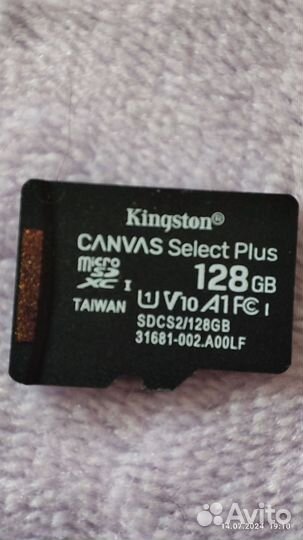 Kingston®
CANVAS Select Plus
micro SD XC I 128 GB
TAIWAN U1 V10 A1 FC I
SDCS2/128GB
31681-002.A00LF
14.07.2024 19:10
Avito